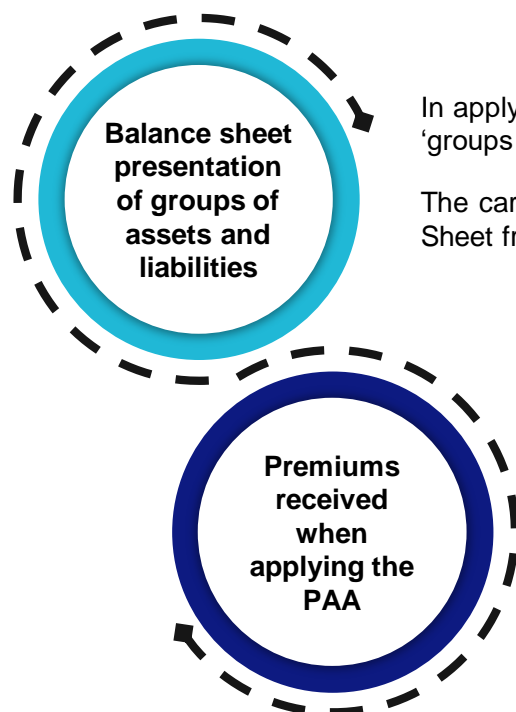 Balance sheet
presentation
of groups of
assets and
liabilities
In apply
‘groups
The car
Sheet fr
Premiums
received
when
applying the
PAA